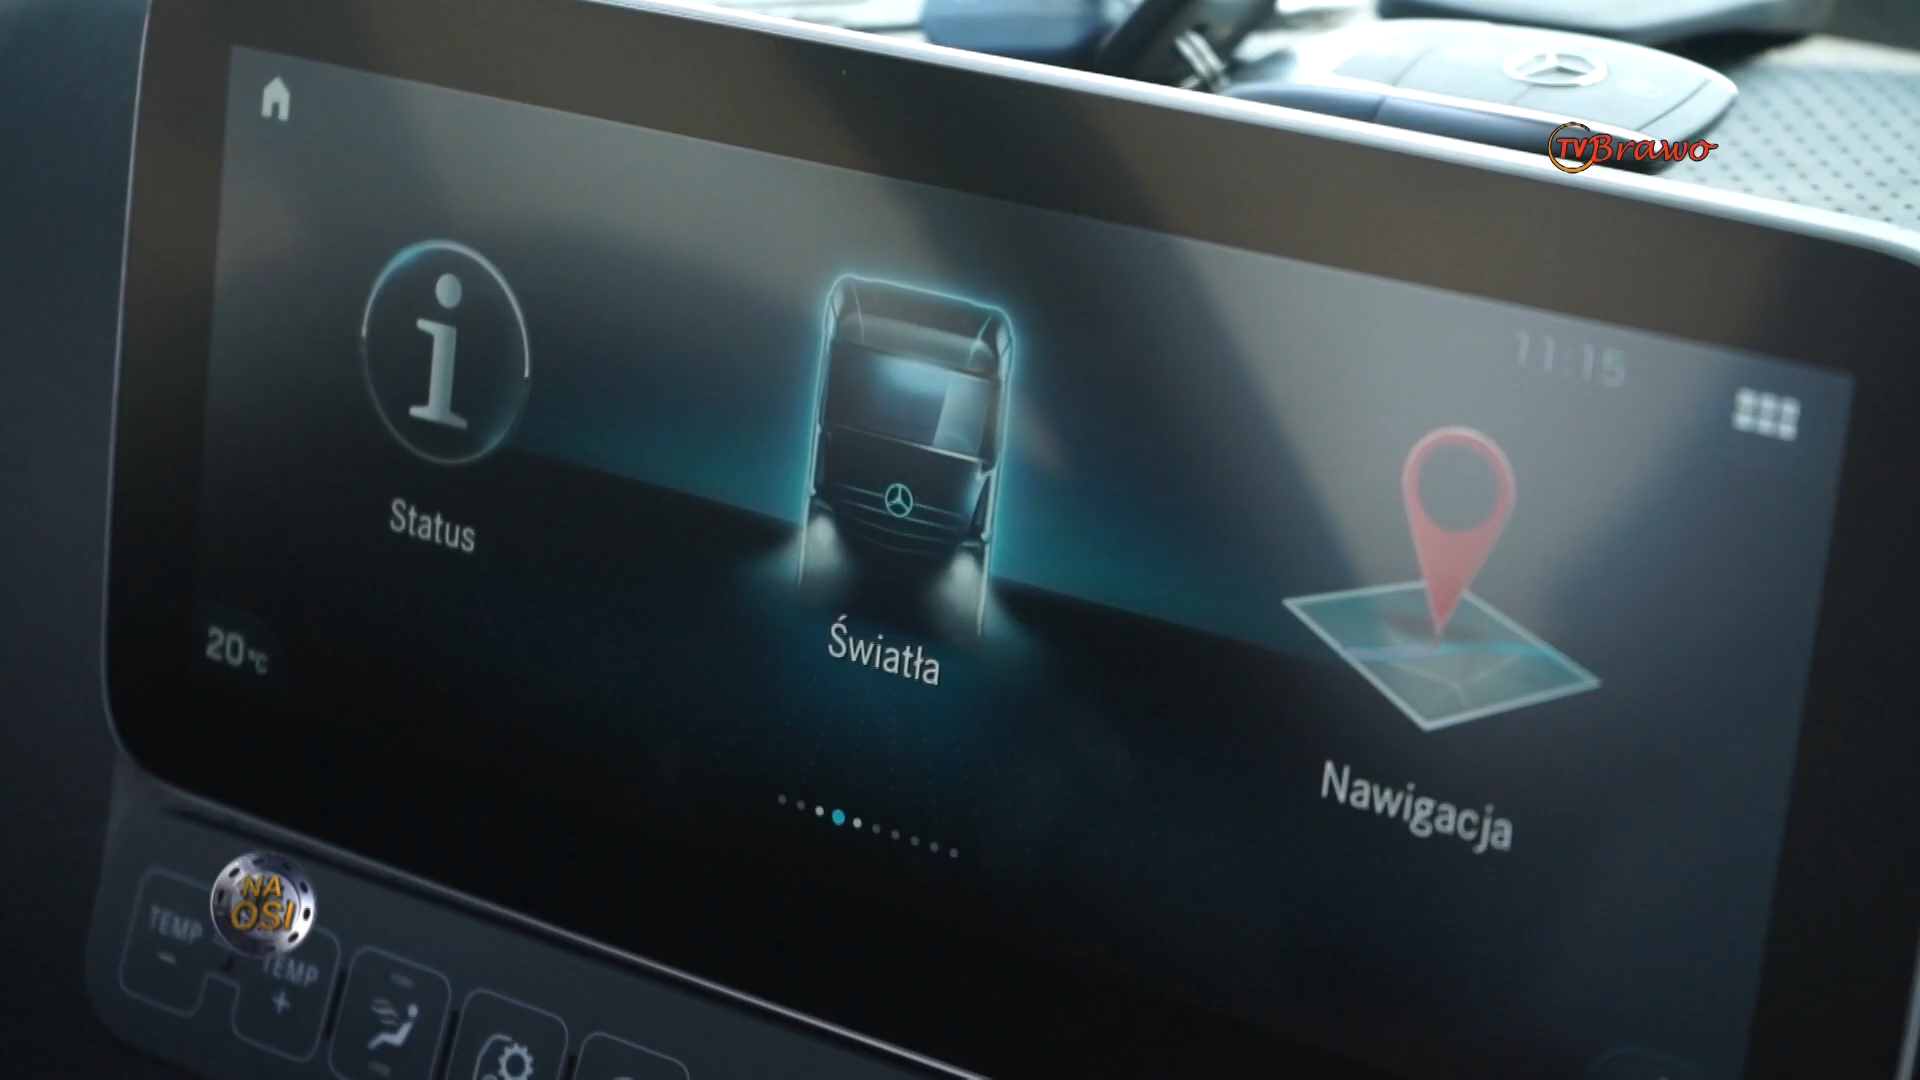 TVBrawo
11:15
Status
Światła
20°C
Nawigacja
NA
OSI
TEMP
-
TEMP
+